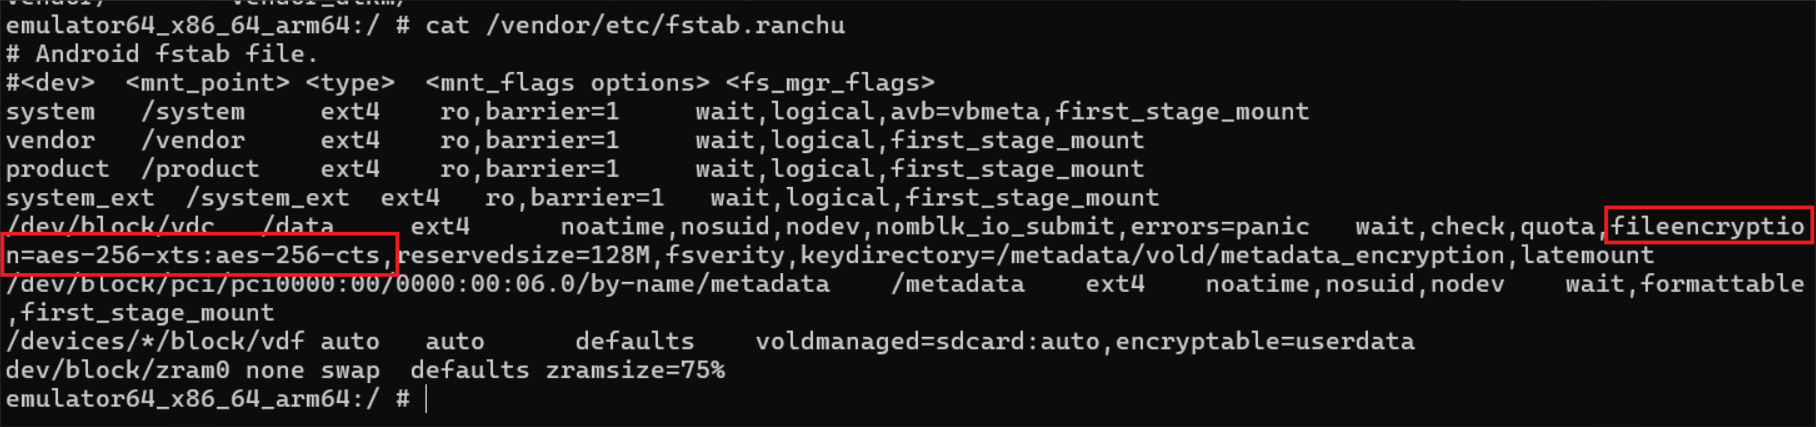 emulator64_x86_64_arm64:/ # cat /vendor/etc/fstab.ranchu
# Android fstab file.
#<dev>  <mnt_point> <type>  <mnt_flags options> <fs_mgr_flags>
system   /system     ext4    ro,barrier=1     wait,logical,avb=vbmeta,first_stage_mount
vendor   /vendor     ext4    ro,barrier=1     wait,logical,first_stage_mount
product  /product    ext4    ro,barrier=1     wait,logical,first_stage_mount
system_ext  /system_ext  ext4   ro,barrier=1   wait,logical,first_stage_mount
/dev/block/vdc   /data     ext4      noatime,nosuid,nodev,nomblk_io_submit,errors=panic   wait,check,quota,fileencryptio
n=aes-256-xts:aes-256-cts,reservedsize=128M,fsverity,keydirectory=/metadata/vold/metadata_encryption,latemount
/dev/block/pci/pci0000:00/0000:00:06.0/by-name/metadata    /metadata    ext4    noatime,nosuid,nodev    wait,formattable
,first_stage_mount
/devices/*/block/vdf auto   auto      defaults    voldmanaged=sdcard:auto,encryptable=userdata
dev/block/zram0 none swap  defaults zramsize=75%
emulator64_x86_64_arm64:/ #